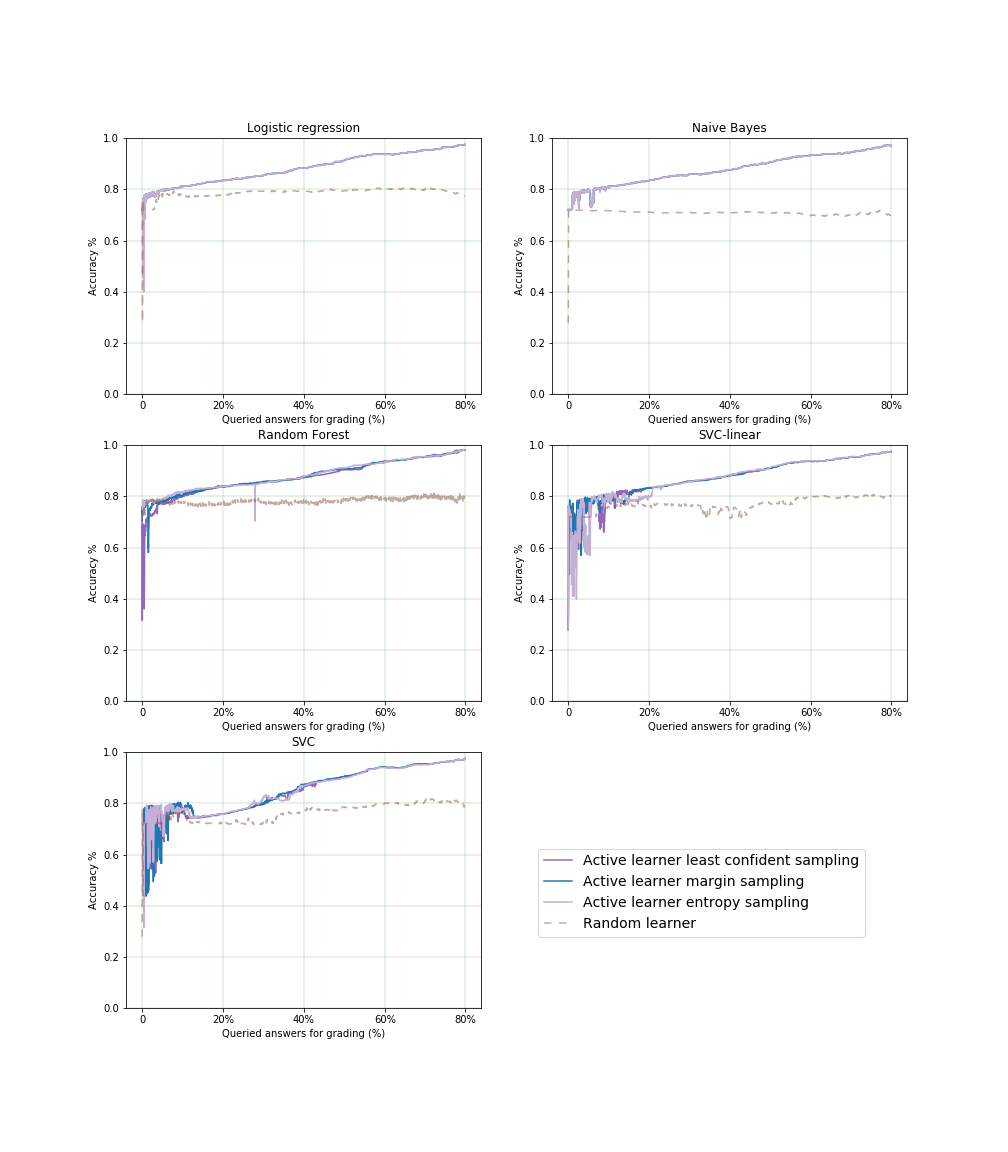 Logistic regression
1.0
0.8
0.6
0.4
0.2
0.0
Accuracy %
0 20% 40% 60% 80%
Queried answers for grading (%)
Naive Bayes
1.0
0.8
0.6
0.4
0.2
0.0
Accuracy %
0 20% 40% 60% 80%
Queried answers for grading (%)
Random Forest
1.0
0.8
0.6
0.4
0.2
0.0
Accuracy %
0 20% 40% 60% 80%
Queried answers for grading (%)
SVC-linear
1.0
0.8
0.6
0.4
0.2
0.0
Accuracy %
0 20% 40% 60% 80%
Queried answers for grading (%)
SVC
1.0
0.8
0.6
0.4
0.2
0.0
Accuracy %
0 20% 40% 60% 80%
Queried answers for grading (%)
Active learner least confident sampling
Active learner margin sampling
Active learner entropy sampling
Random learner